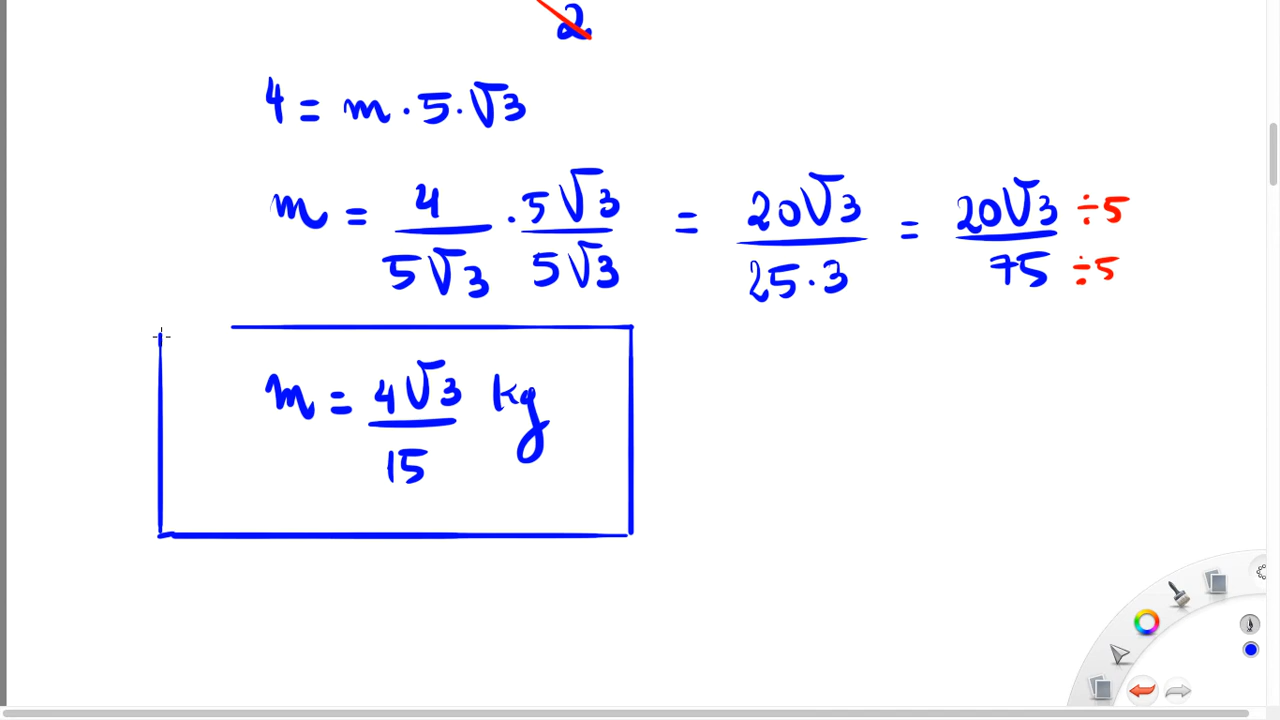 2
4 = m · 5 · √3
m = 4/5√3 · 5√3/5√3 = 20√3/25·3 = 20√3/75 ÷5 ÷5
m = 4√3/15 kg